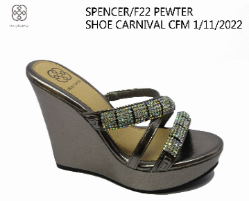 SPENCER/F22 PEWTER
SHOE CARNIVAL CFM 1/11/2022